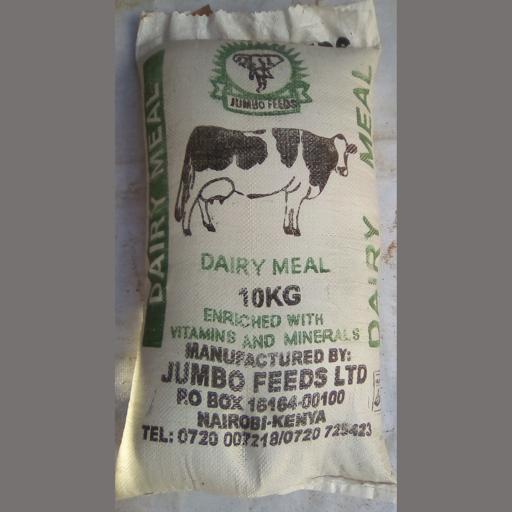 JUMBO FEEDS
DAIRY MEAL
DAIRY MEAL
DAIRY MEAL
10KG
ENRICHED WITH
VITAMINS AND MINERALS
MANUFACTURED BY:
JUMBO FEEDS LTD
P.O BOX 16164-00100
NAIROBI-KENYA
TEL: 0720 007218/0720 725423